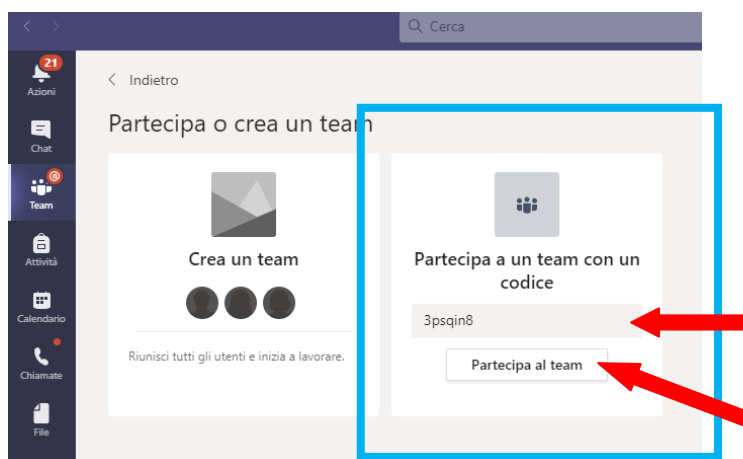 Cerca
21
Azioni
Chat
@
Team
Attività
Calendario
Chiamate
File
Indietro
Partecipa o crea un team
Crea un team
Riunisci tutti gli utenti e inizia a lavorare.
Partecipa a un team con un
codice
3psqin8
Partecipa al team